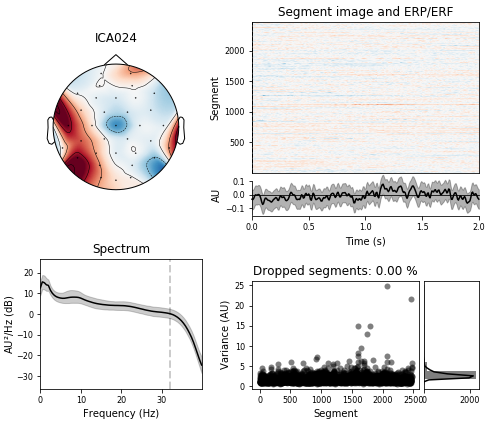 ICA024
Segment image and ERP/ERF
Segment
2000
1500
1000
500
AU
0.1
0.0
−0.1
0.0 0.5 1.0 1.5 2.0
Time (s)
Spectrum
AU²/Hz (dB)
20
10
0
−10
−20
−30
0 10 20 30
Frequency (Hz)
Dropped segments: 0.00 %
Variance (AU)
25
20
15
10
5
0
0 500 1000 1500 2000 2500 0 2000
Segment